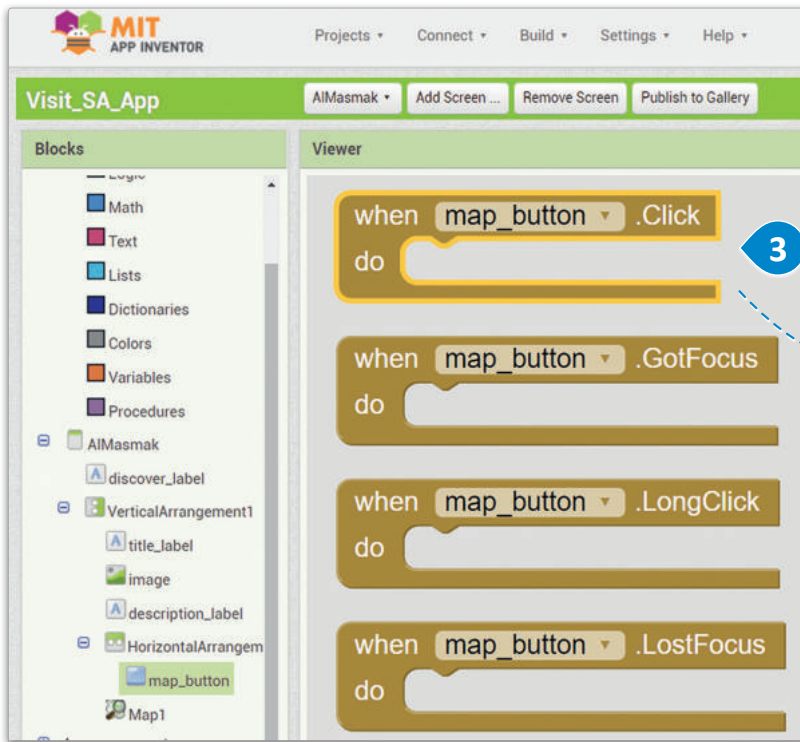 MIT
APP INVENTOR
Projects Connect Build Settings Help
Visit_SA_App
AlMasmak Add Screen ... Remove Screen Publish to Gallery
Blocks
Viewer
Logic
Math
Text
Lists
Dictionaries
Colors
Variables
Procedures
AlMasmak
discover_label
VerticalArrangement1
title_label
image
description_label
HorizontalArrangem
map_button
Map1
when map_button .Click
do
3
when map_button .GotFocus
do
when map_button .LongClick
do
when map_button .LostFocus
do